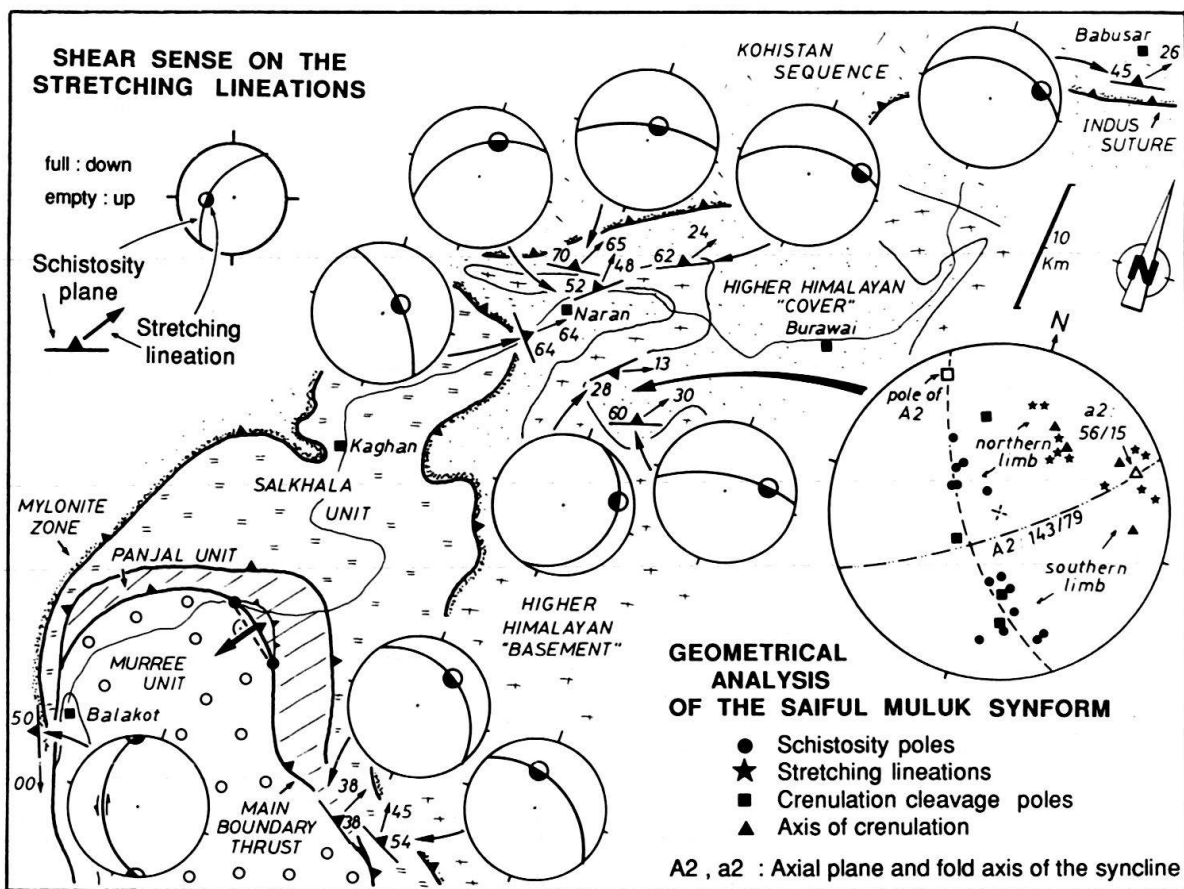 SHEAR SENSE ON THE
STRETCHING LINEATIONS
full : down
empty : up
Schistosity
plane
Stretching
lineation
KOHISTAN
SEQUENCE
Babusar
26
45
INDUS
SUTURE
10
Km
N
24
65
70
48
62
52
Naran
64
64
HIGHER HIMALAYAN
"COVER"
Burawai
13
28
60
30
Kaghan
SALKHALA
UNIT
MYLONITE
ZONE
PANJAL UNIT
MURREE
UNIT
Balakot
50
00
HIGHER
HIMALAYAN
"BASEMENT"
MAIN
BOUNDARY
THRUST
38
38
45
54
N
pole of
A2
northern
limb
a2:
56/15
A2 143/79
southern
limb
GEOMETRICAL
ANALYSIS
OF THE SAIFUL MULUK SYNFORM
Schistosity poles
Stretching lineations
Crenulation cleavage poles
Axis of crenulation
A2 , a2 : Axial plane and fold axis of the syncline